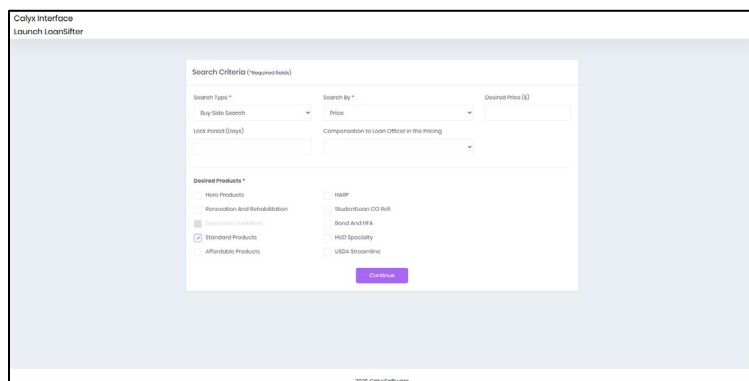 Calyx Interface
Launch LoanSifter
Search Criteria (*Required fields)
Search Type * Search By * Desired Price ($)
Buy Side Search Price
Lock Period (Days) Compensation to Loan Officer in the Pricing
Desired Products *
Hero Products HARP
Renovation And Rehabilitation StudentLoan CO Refi
Bond And HFA
Standard Products HUD Specialty
Affordable Products USDA Streamline
Continue